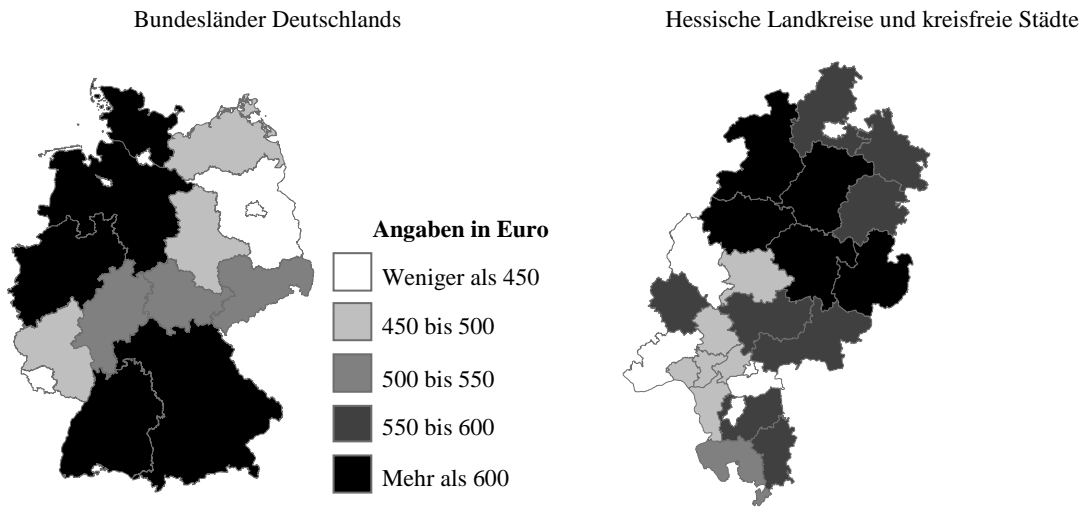 Bundesländer Deutschlands
Hessische Landkreise und kreisfreie Städte
Angaben in Euro
Weniger als 450
450 bis 500
500 bis 550
550 bis 600
Mehr als 600